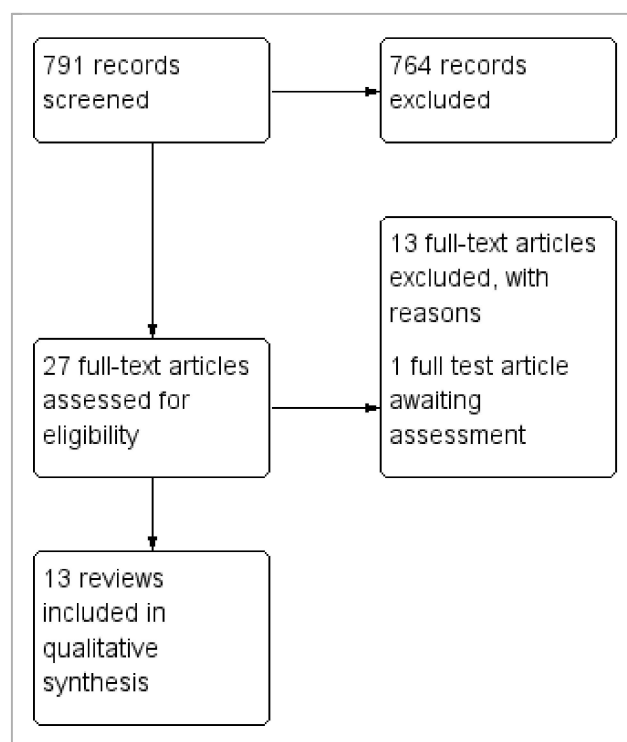 791 records
screened
764 records
excluded
13 full-text articles
excluded, with
reasons
1 full test article
awaiting
assessment
27 full-text articles
assessed for
eligibility
13 reviews
included in
qualitative
synthesis